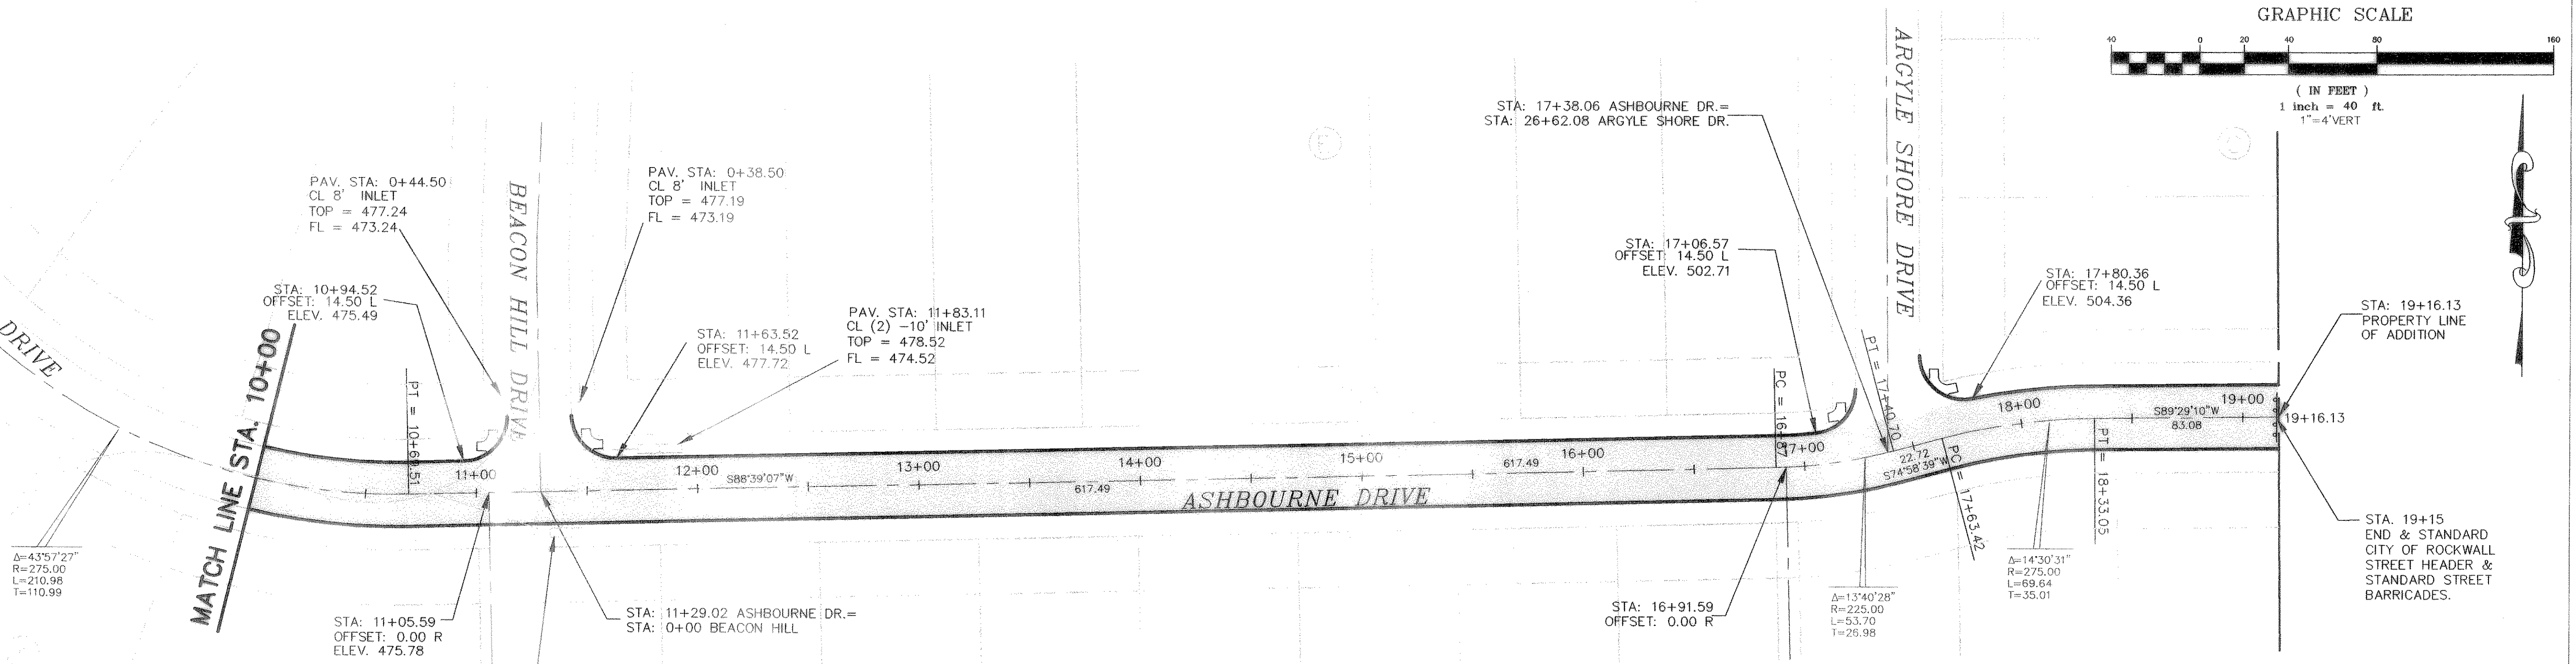 GRAPHIC SCALE
40 0 20 40 80 160
( IN FEET )
1 inch = 40 ft.
1"=4'VERT
STA: 17+38.06 ASHBOURNE DR.=
STA: 26+62.08 ARGYLE SHORE DR.
ARGYLE SHORE DRIVE
PAV. STA: 0+44.50
CL 8' INLET
TOP = 477.24
FL = 473.24
BEACON HILL DRIVE
PAV. STA: 0+38.50
CL 8' INLET
TOP = 477.19
FL = 473.19
STA: 17+06.57
OFFSET: 14.50 L
ELEV. 502.71
STA: 17+80.36
OFFSET: 14.50 L
ELEV. 504.36
STA: 10+94.52
OFFSET: 14.50 L
ELEV. 475.49
STA: 11+63.52
OFFSET: 14.50 L
ELEV. 477.72
PAV. STA: 11+83.11
CL (2) -10' INLET
TOP = 478.52
FL = 474.52
STA: 19+16.13
PROPERTY LINE
OF ADDITION
DRIVE
MATCH LINE STA. 10+00
PT = 10+69.51
11+00
12+00
13+00
14+00
15+00
16+00
17+00
18+00
19+00
19+16.13
PC = 16+87
PT = 17+40.70
S88°39'07"W
617.49
617.49
ASHBOURNE DRIVE
22.72
S74°58'39"W
PC = 17+63.42
PT = 18+33.05
S89°29'10"W
83.08
Δ=43°57'27"
R=275.00
L=210.98
T=110.99
STA: 11+05.59
OFFSET: 0.00 R
ELEV. 475.78
STA: 11+29.02 ASHBOURNE DR.=
STA: 0+00 BEACON HILL
STA: 16+91.59
OFFSET: 0.00 R
Δ=13°40'28"
R=225.00
L=53.70
T=26.98
Δ=14°30'31"
R=275.00
L=69.64
T=35.01
STA. 19+15
END & STANDARD
CITY OF ROCKWALL
STREET HEADER &
STANDARD STREET
BARRICADES.